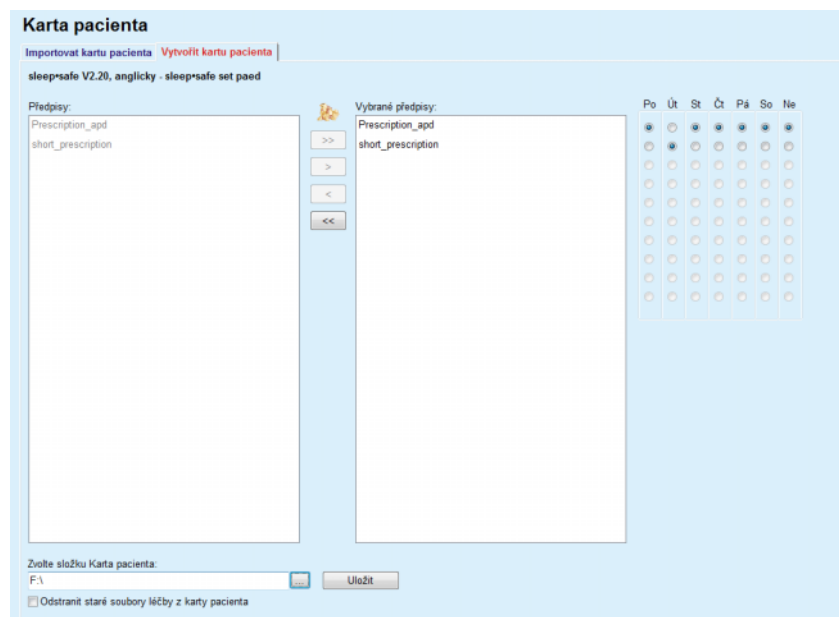 Karta pacienta
Importovat kartu pacienta Vytvořit kartu pacienta
sleep•safe V2.20, anglicky - sleep•safe set paed
Předpisy:
Prescription_apd
short_prescription
>>
>
<
<<
Vybrané předpisy:
Prescription_apd
short_prescription
Po Út St Čt Pá So Ne
Zvolte složku Karta pacienta:
F:\ ... Uložit
Odstranit staré soubory léčby z karty pacienta